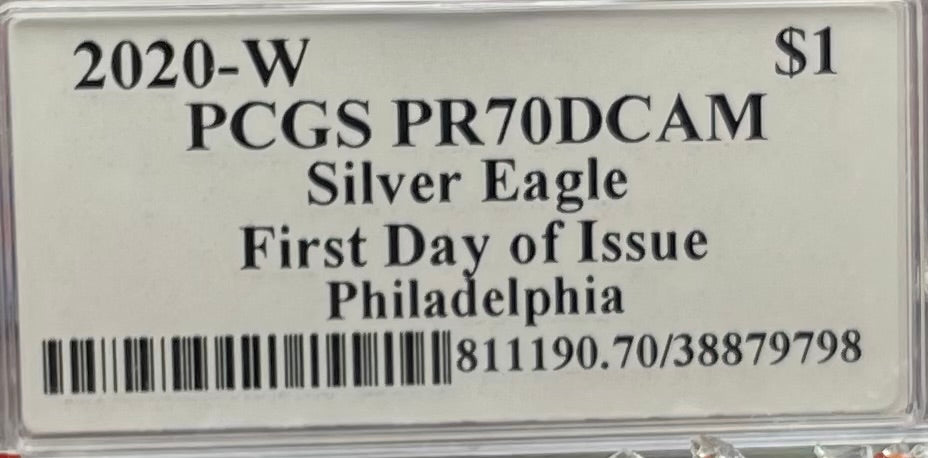 2020-W $1
PCGS PR70DCAM
Silver Eagle
First Day of Issue
Philadelphia
811190.70/38879798